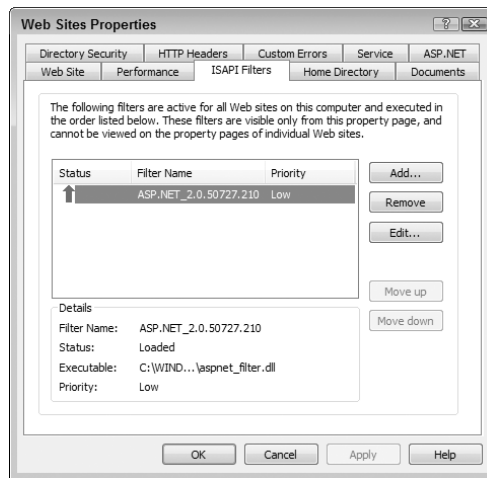 Web Sites Properties
Directory Security HTTP Headers Custom Errors Service ASP.NET
Web Site Performance ISAPI Filters Home Directory Documents
The following filters are active for all Web sites on this computer and executed in
the order listed below. These filters are visible only from this property page, and
cannot be viewed on the property pages of individual Web sites.
Status Filter Name Priority
ASP.NET_2.0.50727.210 Low
Add...
Remove
Edit...
Move up
Move down
Details
Filter Name: ASP.NET_2.0.50727.210
Status: Loaded
Executable: C:\WIND...\aspnet_filter.dll
Priority: Low
OK Cancel Apply Help